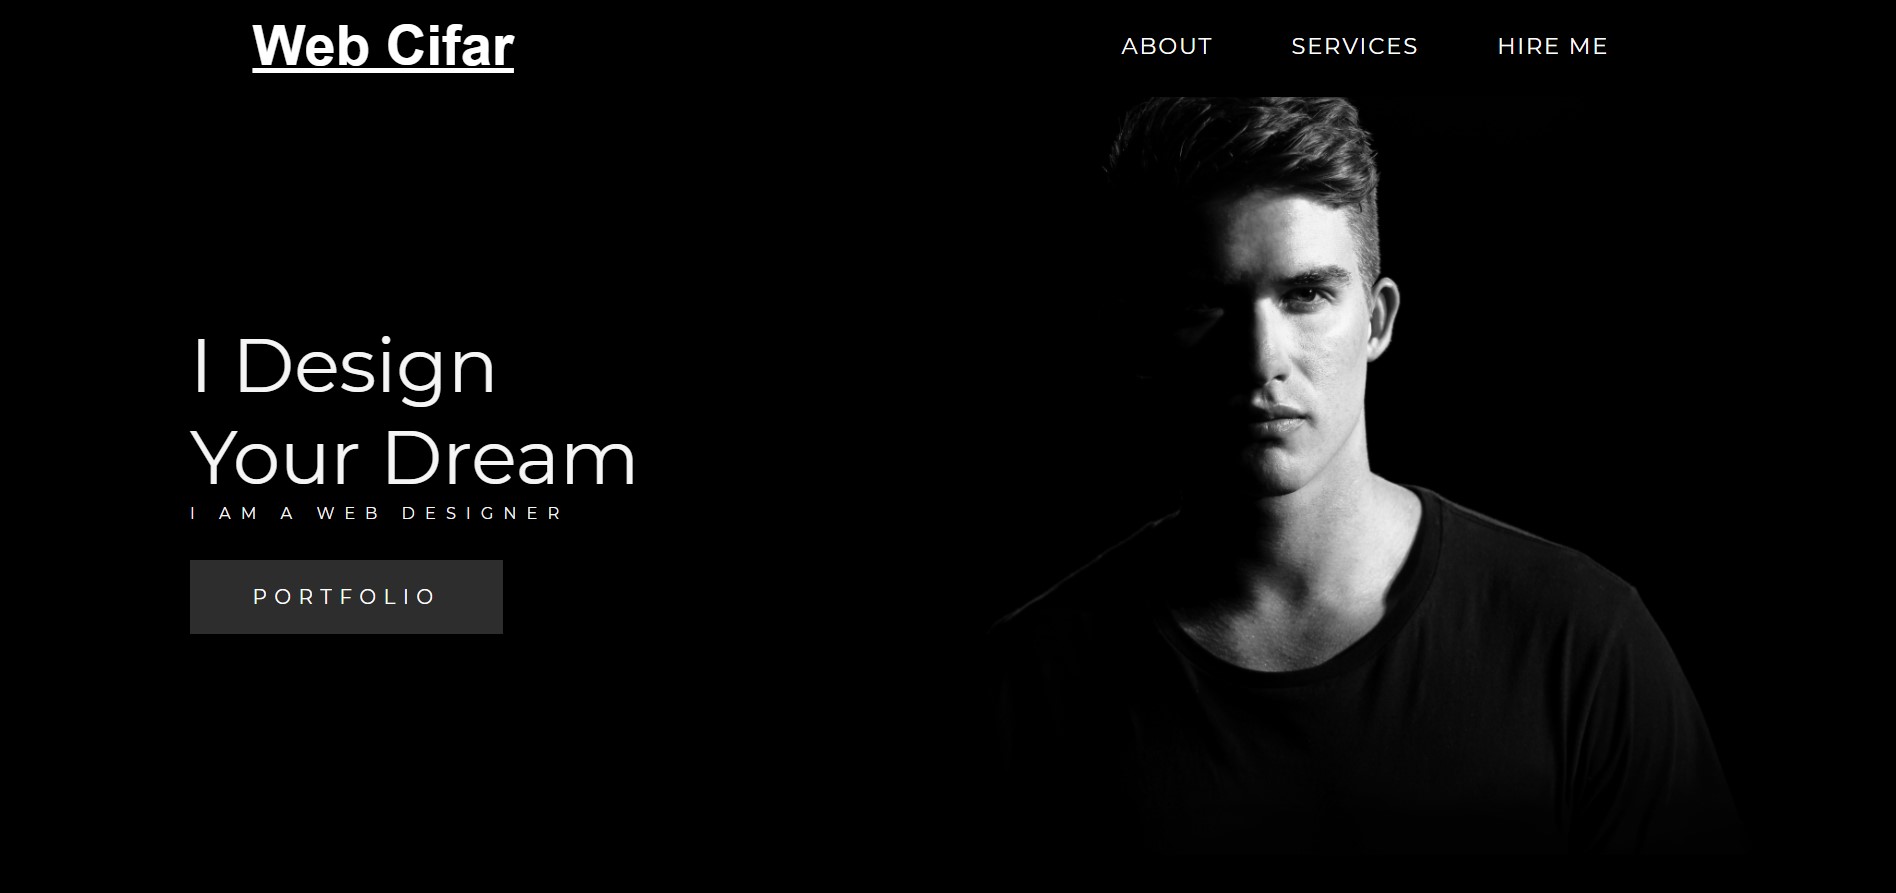 Web Cifar
ABOUT SERVICES HIRE ME
I Design
Your Dream
I AM A WEB DESIGNER
PORTFOLIO